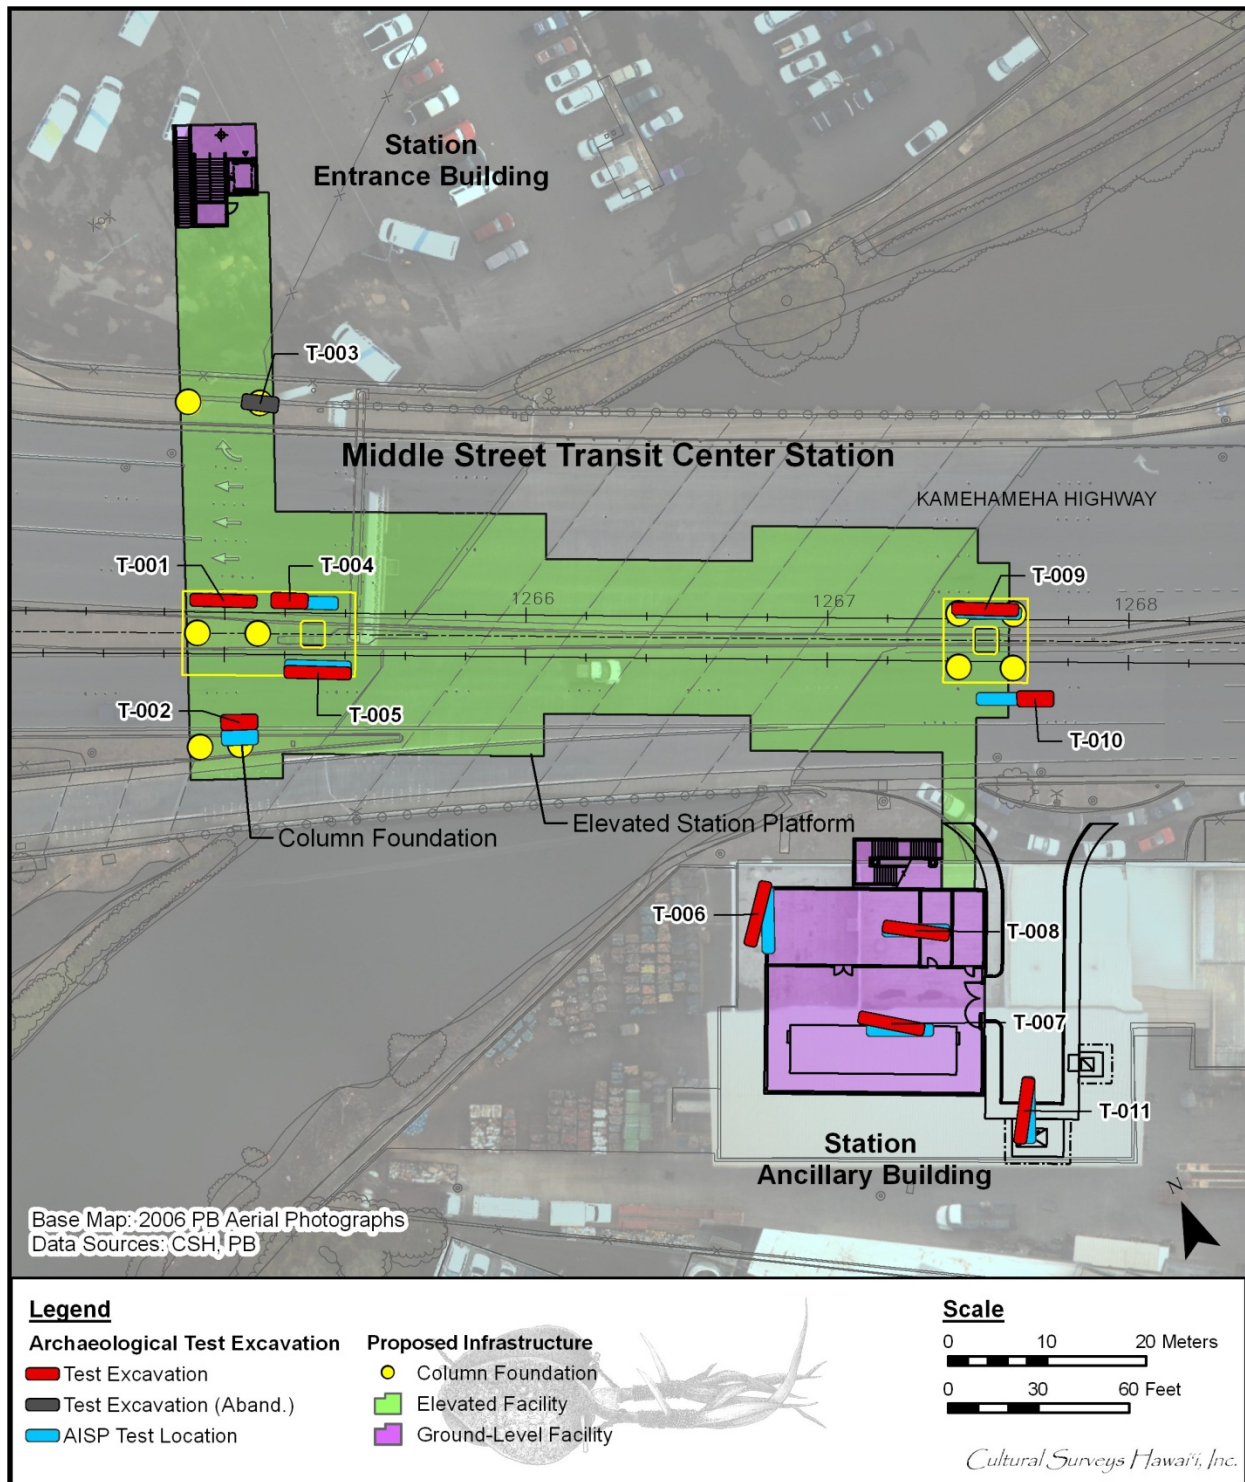 Station
Entrance Building
T-003
Middle Street Transit Center Station
KAMEHAMEHA HIGHWAY
T-001
T-004
T-009
1266
1267
1268
T-002
T-005
T-010
Column Foundation
Elevated Station Platform
T-006
T-008
T-007
T-011
Station
Ancillary Building
N
Base Map: 2006 PB Aerial Photographs
Data Sources: CSH, PB
Legend
Archaeological Test Excavation
Test Excavation
Test Excavation (Aband.)
AISP Test Location
Proposed Infrastructure
Column Foundation
Elevated Facility
Ground-Level Facility
Scale
0 10 20 Meters
0 30 60 Feet
Cultural Surveys Hawai'i, Inc.